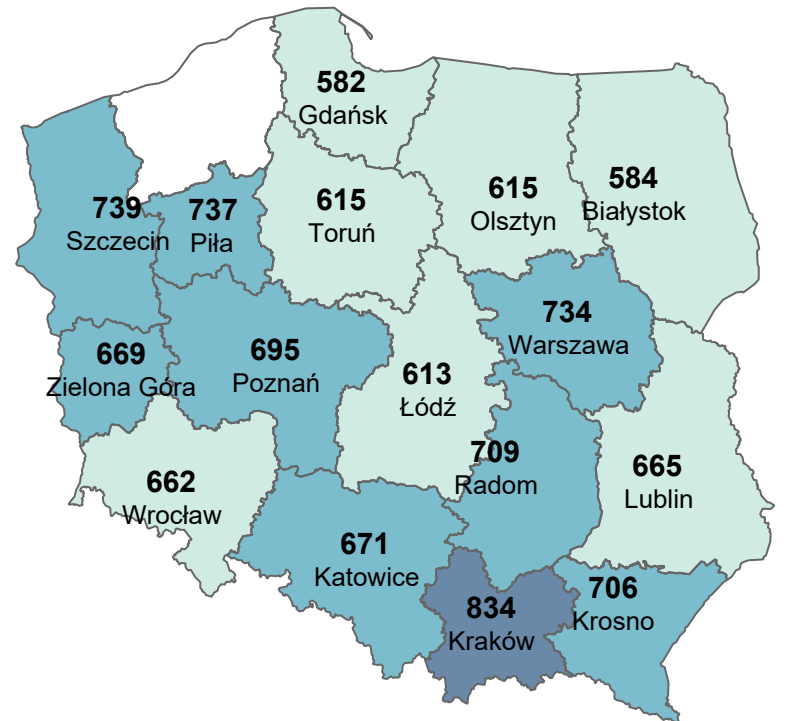 582
Gdańsk
739
Szczecin
737
Piła
615
Toruń
615
Olsztyn
584
Białystok
669
Zielona Góra
695
Poznań
613
Łódź
734
Warszawa
662
Wrocław
709
Radom
665
Lublin
671
Katowice
834
Kraków
706
Krosno